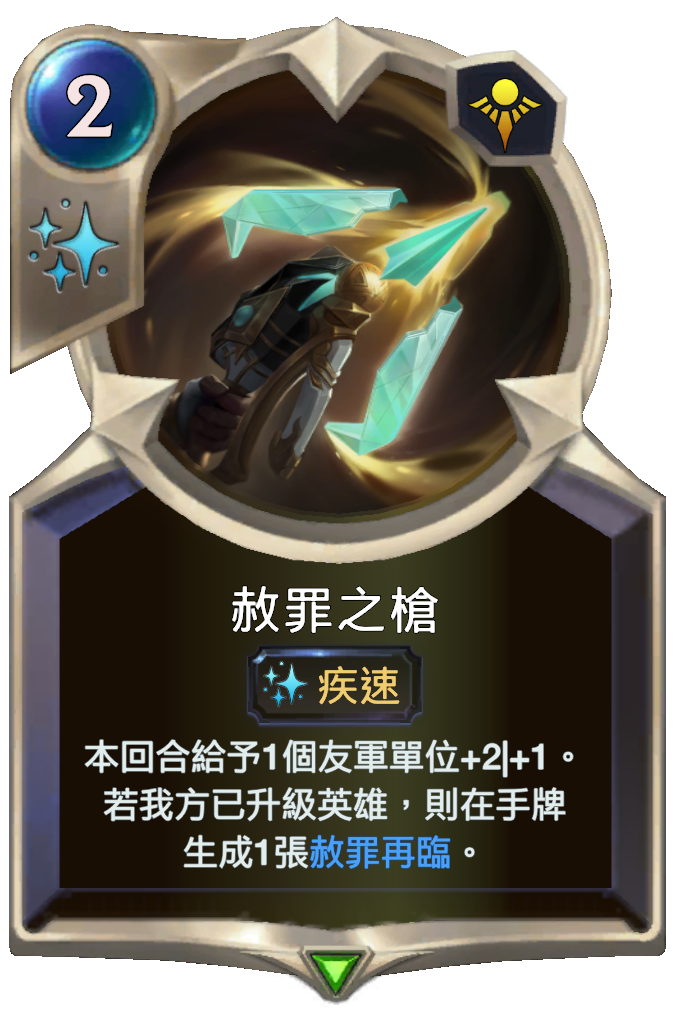 2
赦罪之槍
疾速
本回合給予1個友軍單位+2|+1。
若我方已升級英雄，則在手牌
生成1張赦罪再臨。